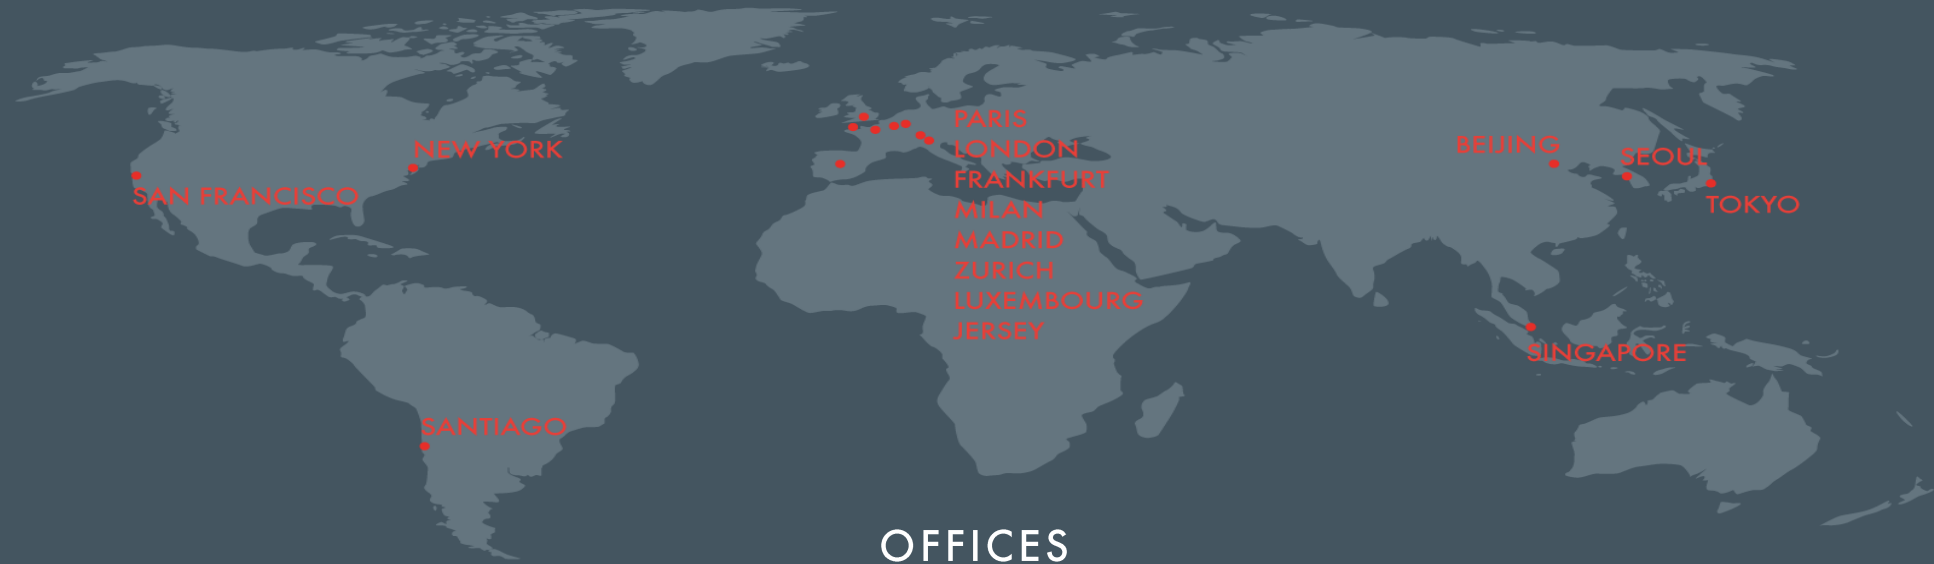 NEW YORK
SAN FRANCISCO
SANTIAGO
PARIS
LONDON
FRANKFURT
MILAN
MADRID
ZURICH
LUXEMBOURG
JERSEY
BEIJING
SEOUL
TOKYO
SINGAPORE
OFFICES